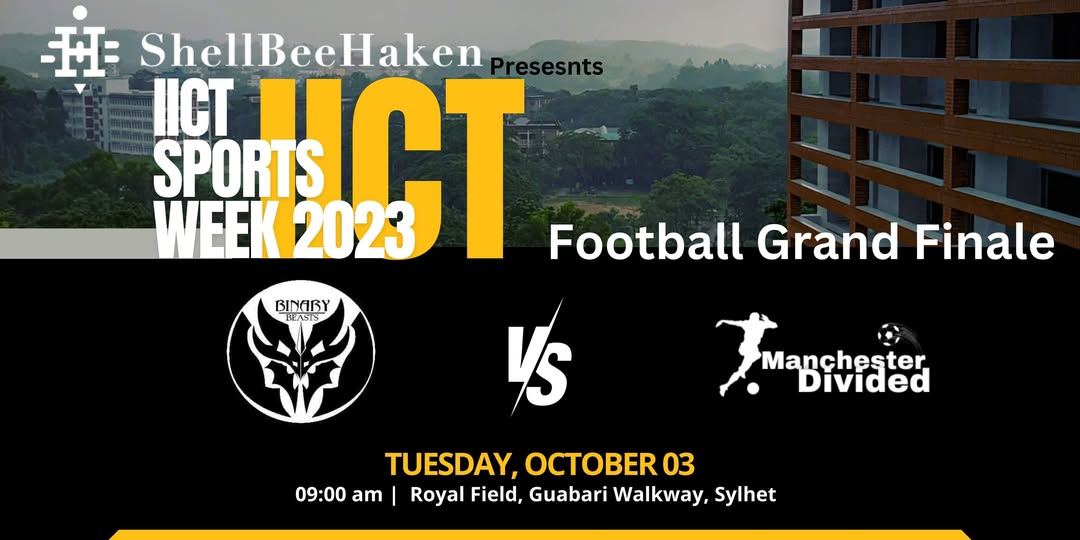 ShellBeeHaken
Presesnts
IICT
IICT
SPORTS
WEEK 2023
Football Grand Finale
BINARY
BEASTS
VS
Manchester
Divided
TUESDAY, OCTOBER 03
09:00 am | Royal Field, Guabari Walkway, Sylhet